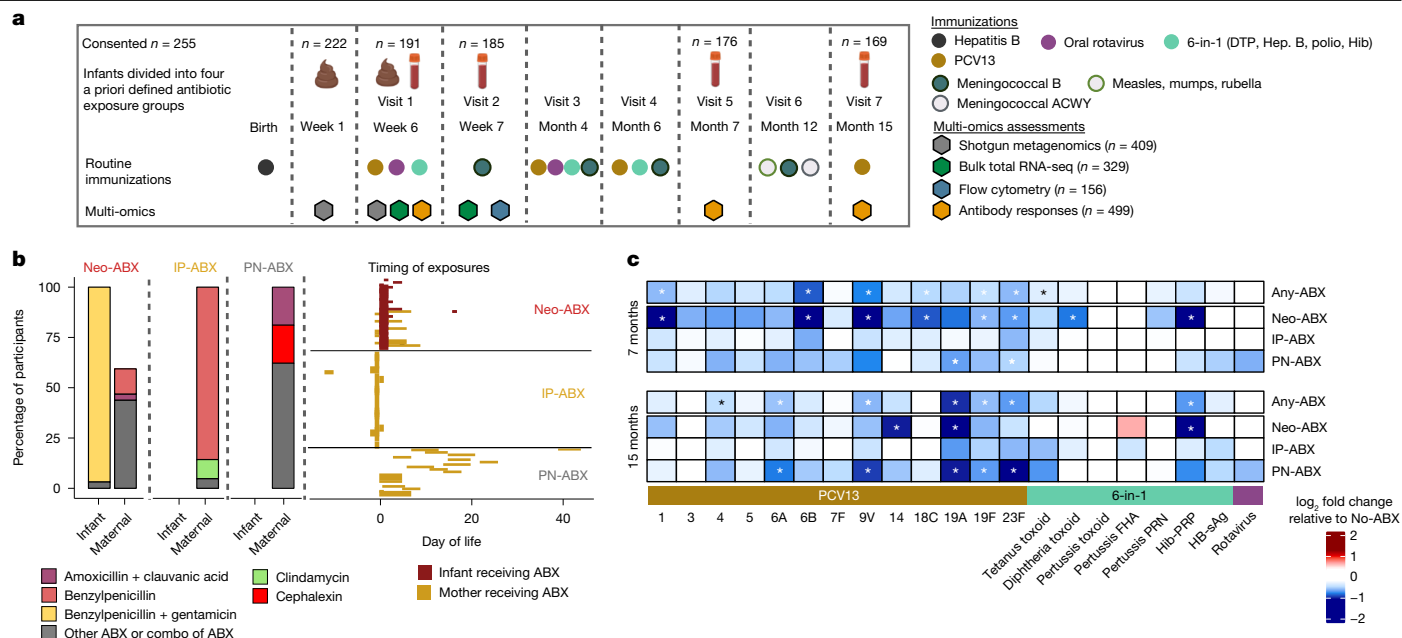 a
Consented n = 255
Infants divided into four
a priori defined antibiotic
exposure groups
n = 222
n = 191
n = 185
n = 176
n = 169
Visit 1
Visit 2
Visit 3
Visit 4
Visit 5
Visit 6
Visit 7
Birth
Week 1
Week 6
Week 7
Month 4
Month 6
Month 7
Month 12
Month 15
Routine
immunizations
Multi-omics
Immunizations
Hepatitis B
Oral rotavirus
6-in-1 (DTP, Hep. B, polio, Hib)
PCV13
Meningococcal B
Measles, mumps, rubella
Meningococcal ACWY
Multi-omics assessments
Shotgun metagenomics (n = 409)
Bulk total RNA-seq (n = 329)
Flow cytometry (n = 156)
Antibody responses (n = 499)
b
Neo-ABX
IP-ABX
PN-ABX
Percentage of participants
100
75
50
25
0
Infant
Maternal
Infant
Maternal
Infant
Maternal
Timing of exposures
Neo-ABX
IP-ABX
PN-ABX
0
20
40
Day of life
Amoxicillin + clauvanic acid
Benzylpenicillin
Benzylpenicillin + gentamicin
Other ABX or combo of ABX
Clindamycin
Cephalexin
Infant receiving ABX
Mother receiving ABX
c
7 months
* * * * * * *
Any-ABX
* * * * * * * *
Neo-ABX
IP-ABX
* *
PN-ABX
15 months
* * * * * * *
Any-ABX
* * *
Neo-ABX
IP-ABX
* * * * *
PN-ABX
PCV13
6-in-1
1
3
4
5
6A
6B
7F
9V
14
18C
19A
19F
23F
Tetanus toxoid
Diphtheria toxoid
Pertussis toxoid
Pertussis FHA
Pertussis PRN
Hib-PRP
HB-sAg
Rotavirus
log2 fold change
relative to No-ABX
2
1
0
−1
−2